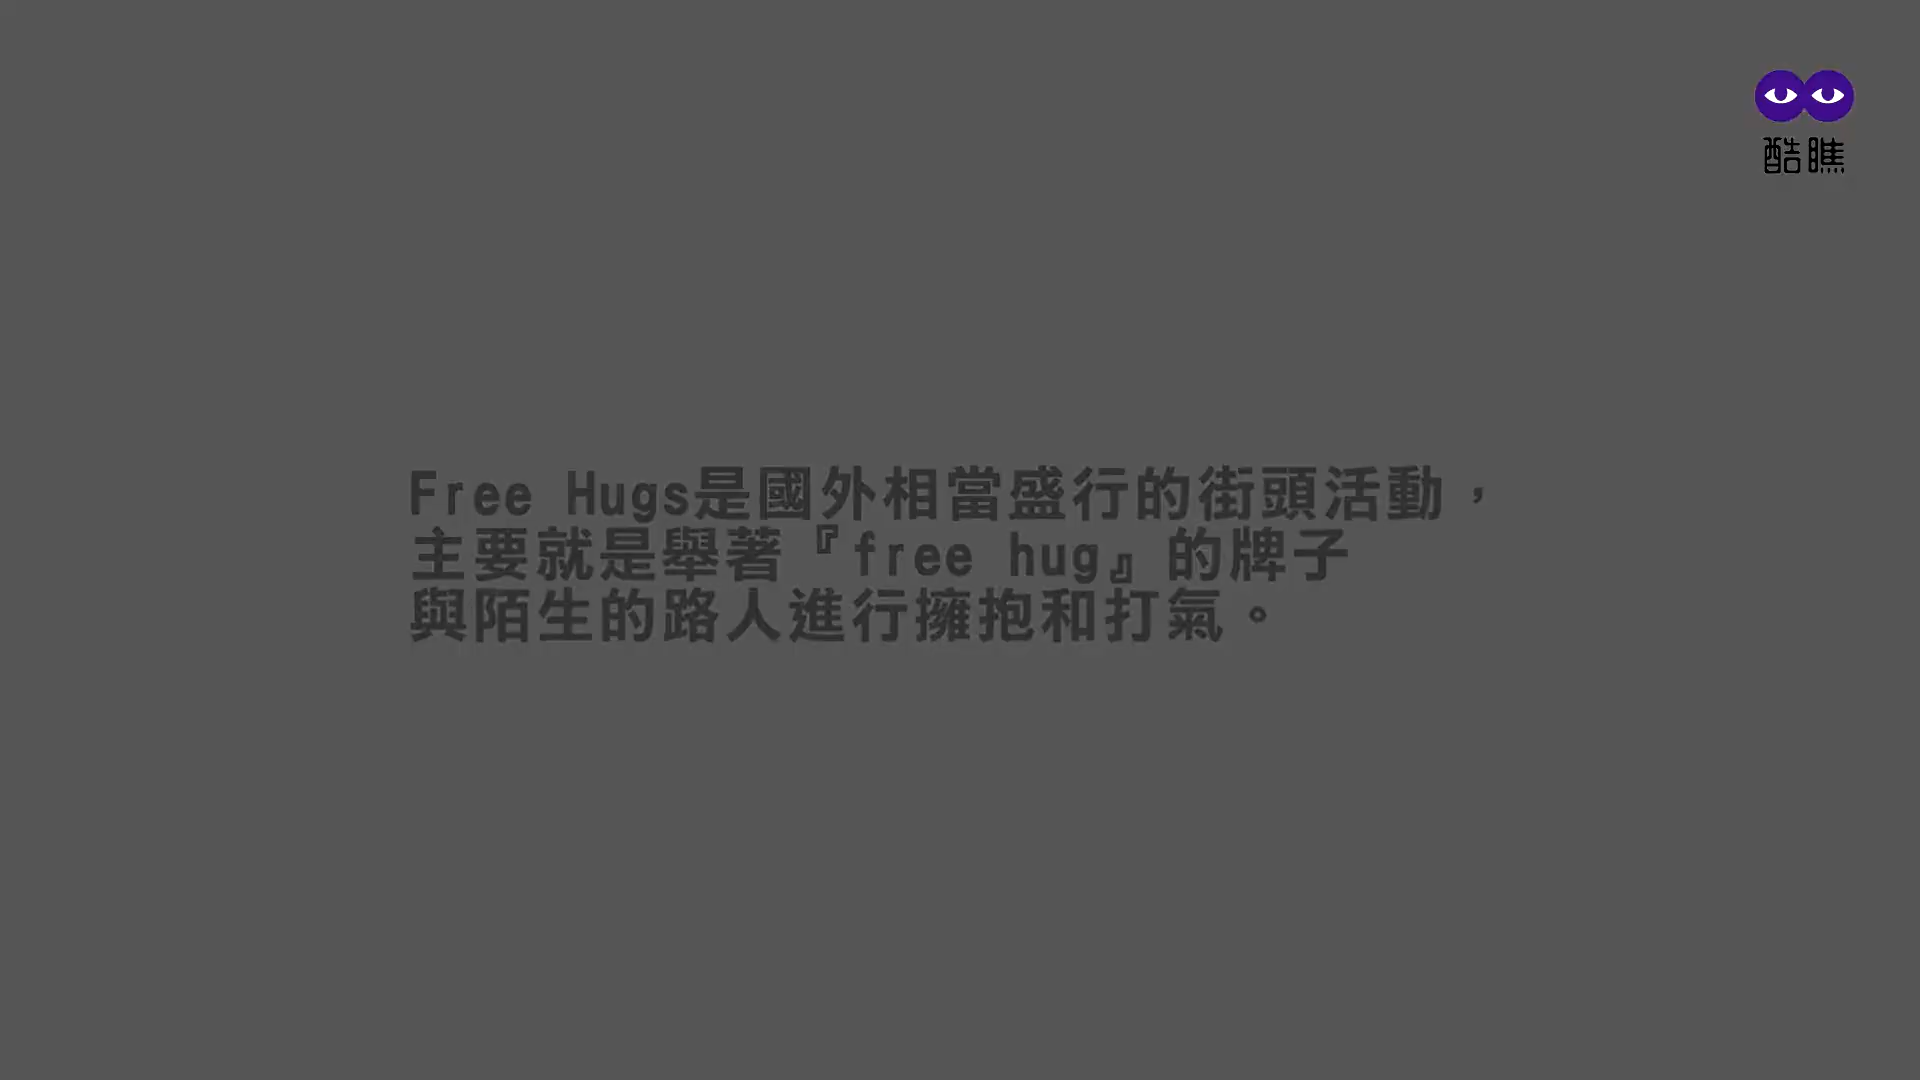 酷瞧
Free Hugs是國外相當盛行的街頭活動，
主要就是舉著『free hug』的牌子
與陌生的路人進行擁抱和打氣。